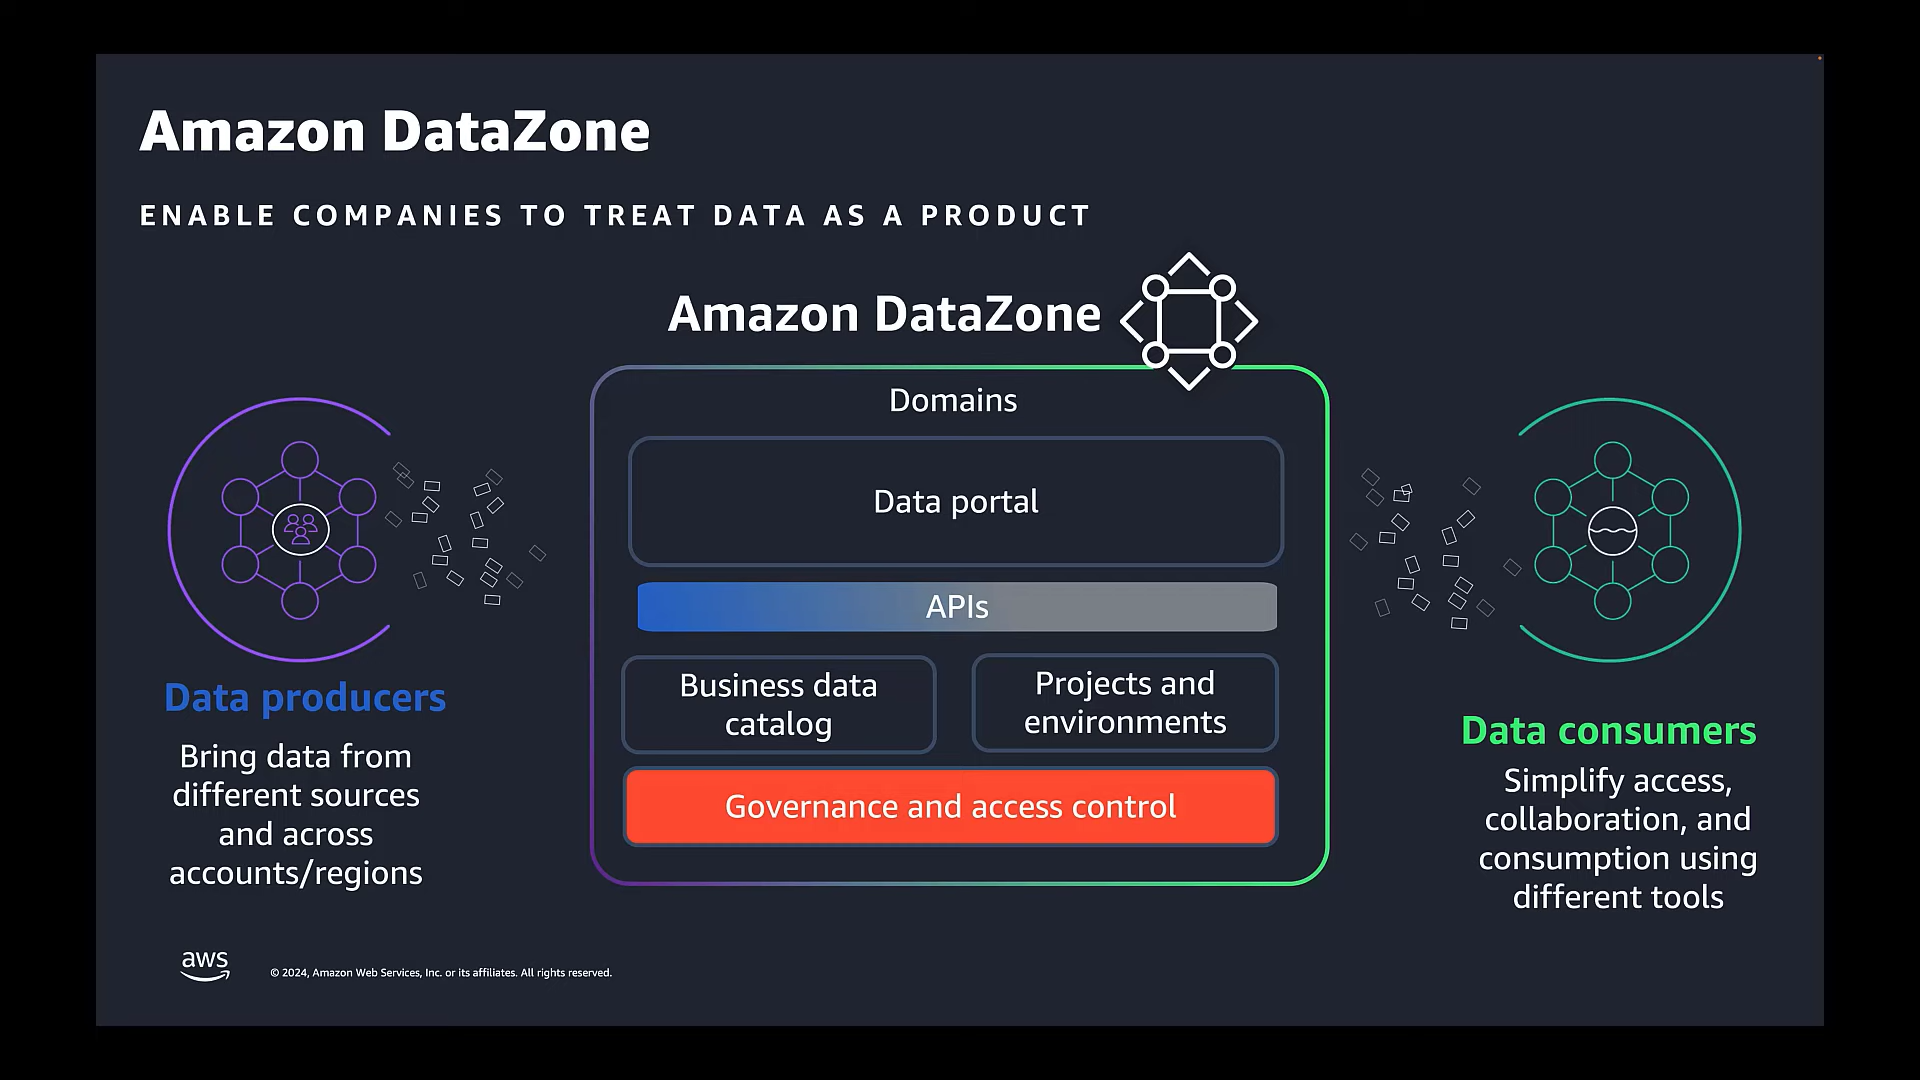 Amazon DataZone
ENABLE COMPANIES TO TREAT DATA AS A PRODUCT
Amazon DataZone
Domains
Data portal
APIs
Business data
catalog
Projects and
environments
Governance and access control
Data producers
Bring data from
different sources
and across
accounts/regions
Data consumers
Simplify access,
collaboration, and
consumption using
different tools
aws
© 2024, Amazon Web Services, Inc. or its affiliates. All rights reserved.